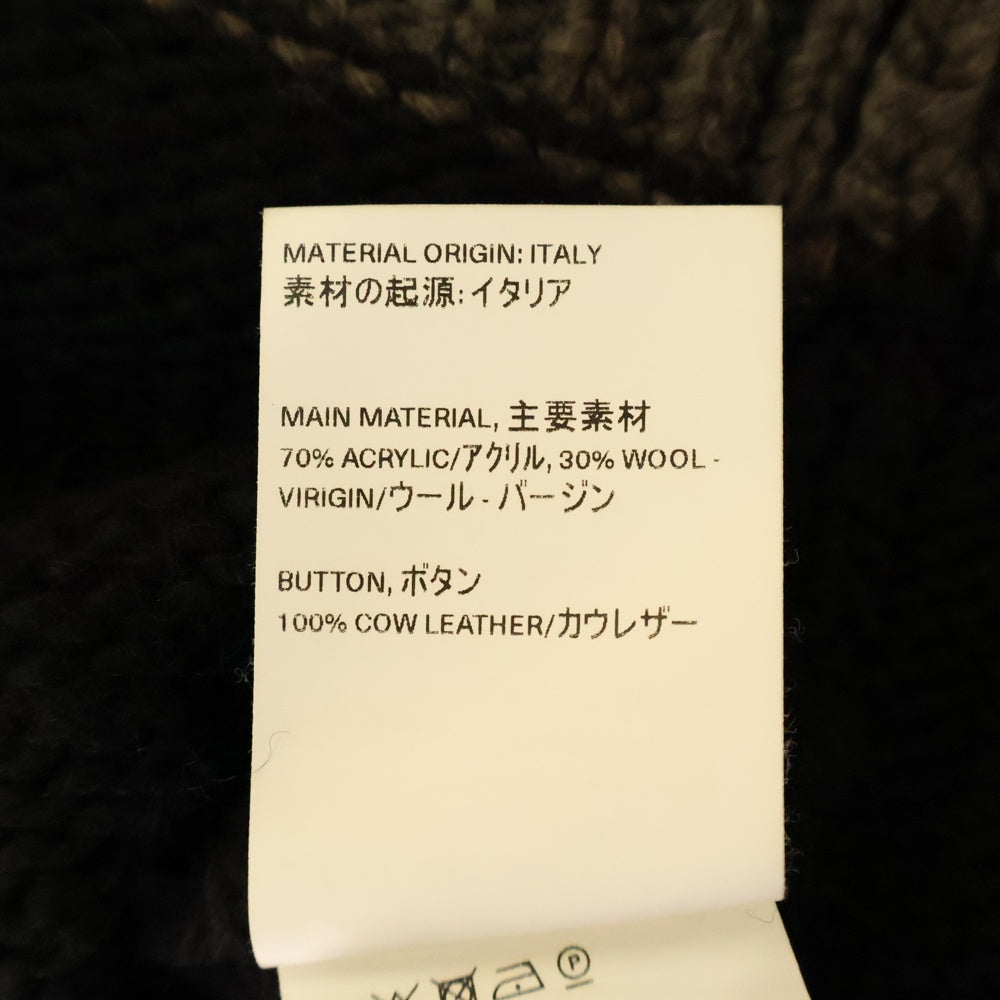 MATERIAL ORIGIN: ITALY
素材の起源: イタリア
MAIN MATERIAL, 主要素材
70% ACRYLIC/アクリル, 30% WOOL -
VIRIGIN/ウール - バージン
BUTTON, ボタン
100% COW LEATHER/カウレザー
P